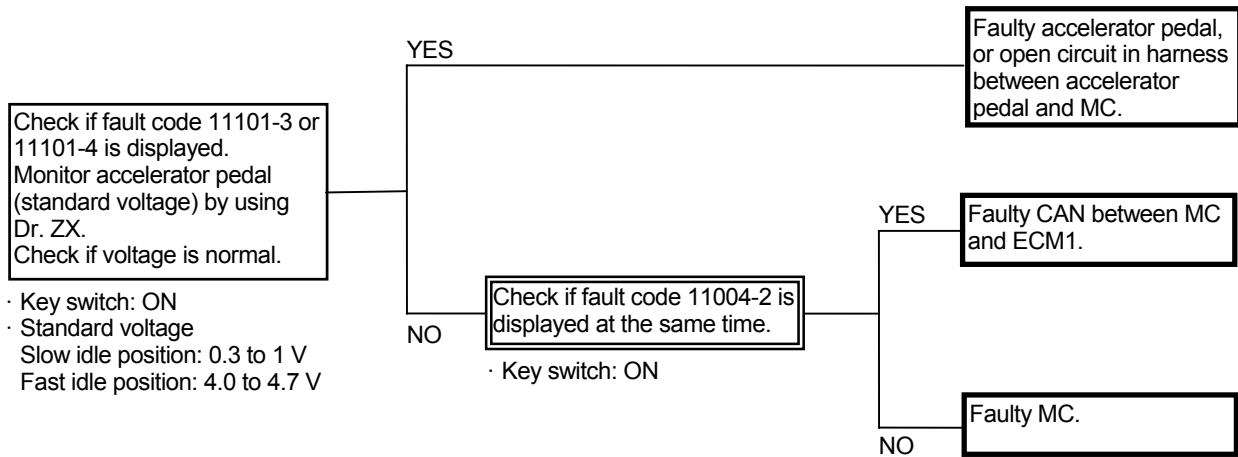 YES
Faulty accelerator pedal,
or open circuit in harness
between accelerator
pedal and MC.
Check if fault code 11101-3 or
11101-4 is displayed.
Monitor accelerator pedal
(standard voltage) by using
Dr. ZX.
Check if voltage is normal.
· Key switch: ON
· Standard voltage
Slow idle position: 0.3 to 1 V
Fast idle position: 4.0 to 4.7 V
NO
Check if fault code 11004-2 is
displayed at the same time.
· Key switch: ON
YES
Faulty CAN between MC
and ECM1.
NO
Faulty MC.